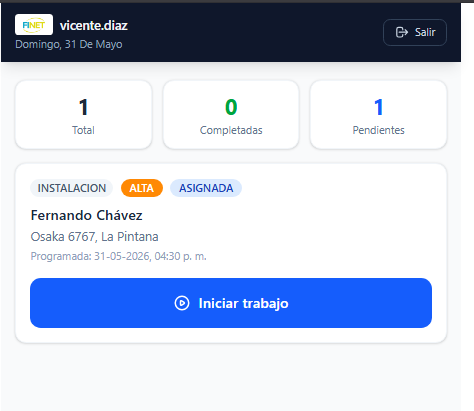 FINET
vicente.diaz
Domingo, 31 De Mayo
Salir
1
Total
0
Completadas
1
Pendientes
INSTALACION ALTA ASIGNADA
Fernando Chávez
Osaka 6767, La Pintana
Programada: 31-05-2026, 04:30 p. m.
Iniciar trabajo